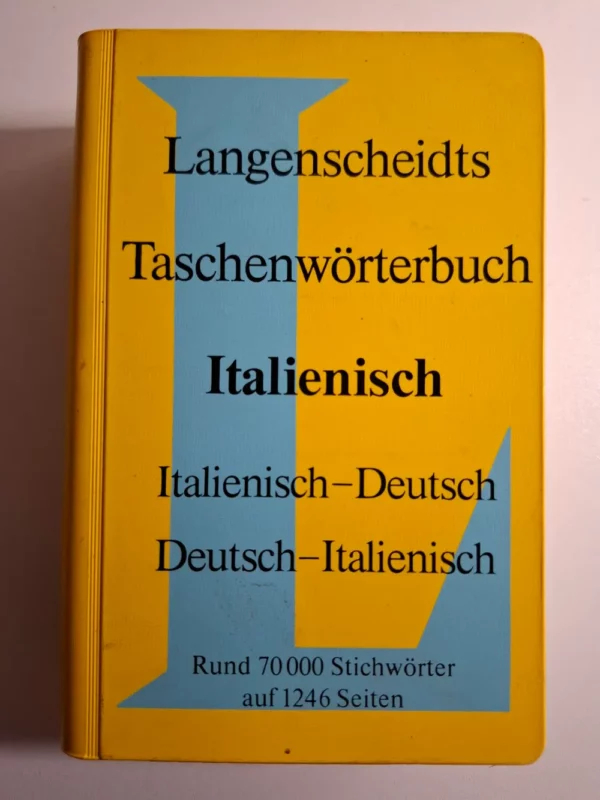 Langenscheidts
Taschenwörterbuch
Italienisch
Italienisch–Deutsch
Deutsch–Italienisch
Rund 70 000 Stichwörter
auf 1246 Seiten